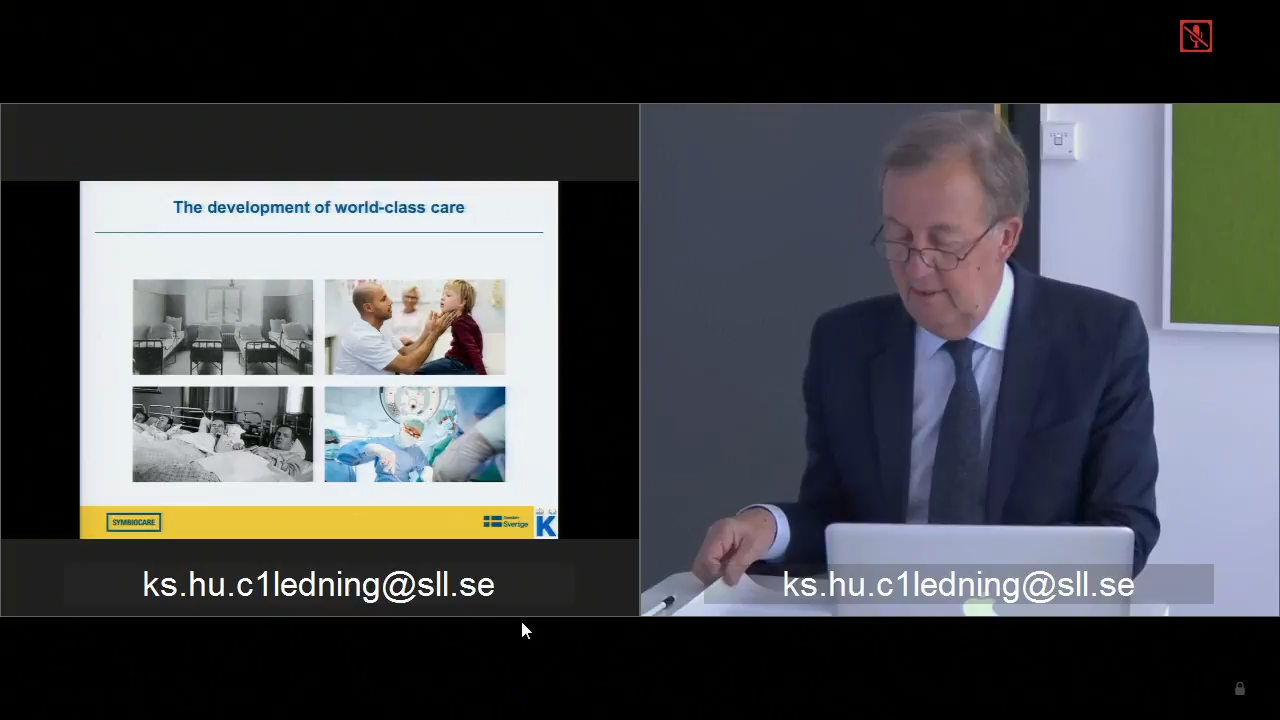 The development of world-class care
SYMBIOCARE
Sverige
K
ks.hu.c1ledning@sll.se
ks.hu.c1ledning@sll.se